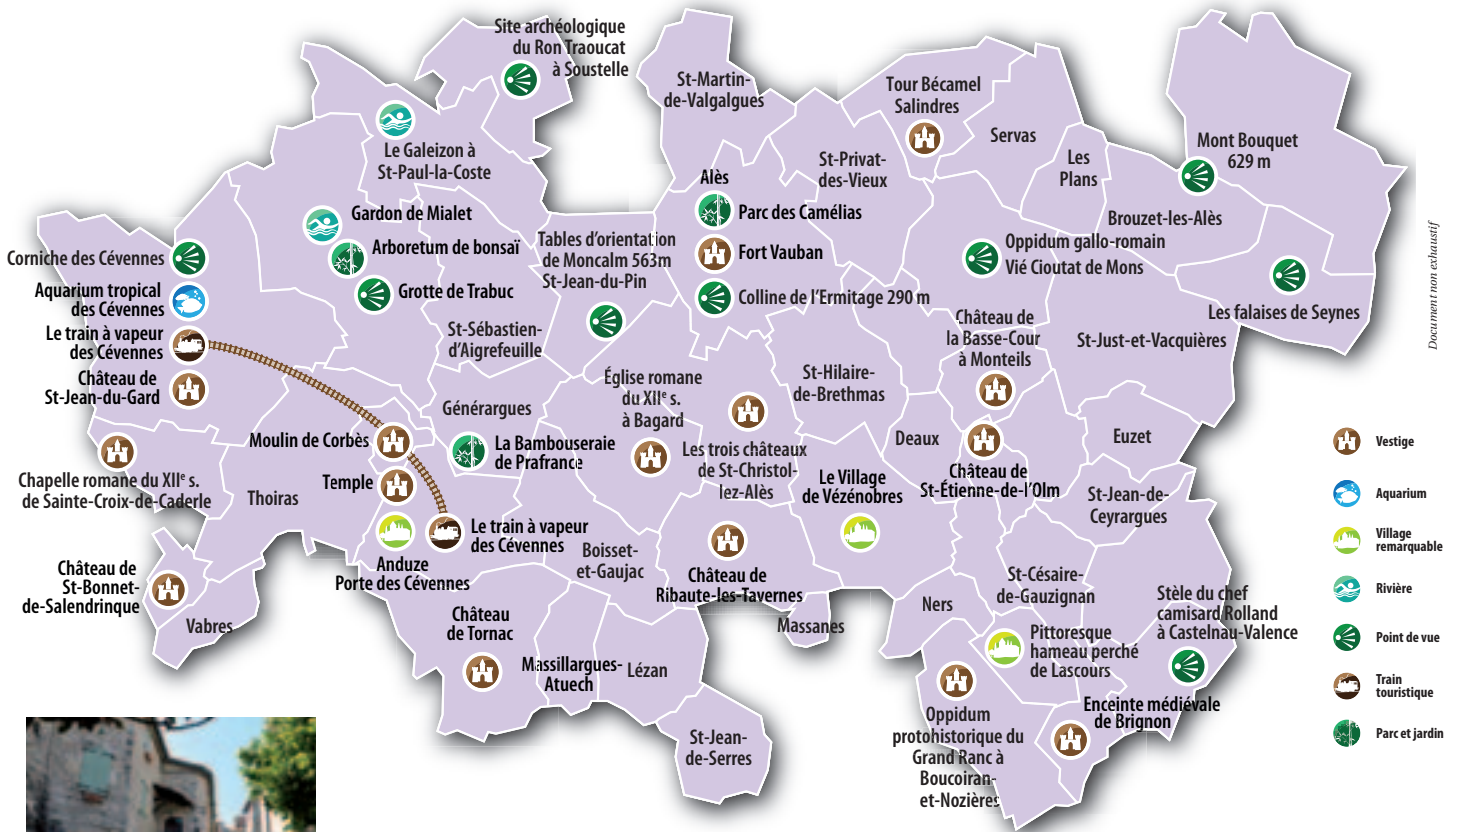 Site archéologique
du Ron Traoucat
à Soustelle
St-Martin-
de-Valgalgues
Tour Bécamel
Salindres
Servas
Mont Bouquet
629 m
Le Galeizon à
St-Paul-la-Coste
St-Privat-
des-Vieux
Les
Plans
Alès
Parc des Camélias
Fort Vauban
Colline de l'Ermitage 290 m
Gardon de Mialet
Arboretum de bonsaï
Grotte de Trabuc
Brouzet-les-Alès
Oppidum gallo-romain
Vié Cioutat de Mons
Tables d'orientation
de Moncalm 563m
St-Jean-du-Pin
Corniche des Cévennes
Aquarium tropical
des Cévennes
Le train à vapeur
des Cévennes
Château de
St-Jean-du-Gard
Les falaises de Seynes
Document non exhaustif
St-Sébastien-
d'Aigrefeuille
Château de
la Basse-Cour
à Monteils
St-Just-et-Vacquières
Église romane
du XIIe s.
à Bagard
St-Hilaire-
de-Brethmas
Générargues
Moulin de Corbès
La Bambouseraie
de Prafrance
Les trois châteaux
de St-Christol-
lez-Alès
Deaux
Euzet
Chapelle romane du XIIe s.
de Sainte-Croix-de-Caderle
Thoiras
Temple
Le Village
de Vézénobres
Château de
St-Étienne-de-l'Olm
St-Jean-de-
Ceyrargues
Le train à vapeur
des Cévennes
Anduze
Porte des Cévennes
Boisset-
et-Gaujac
Château de
Ribaute-les-Tavernes
Château de
St-Bonnet-
de-Salendrinque
Vabres
Château
de Tornac
Massillargues-
Atuech
Lézan
Massanes
Ners
St-Césaire-
de-Gauzignan
Stèle du chef
camisard Rolland
à Castelnau-Valence
Pittoresque
hameau perché
de Lascours
Enceinte médiévale
de Brignon
Oppidum
protohistorique du
Grand Ranc à
Boucoiran-
et-Nozières
St-Jean-
de-Serres
Vestige
Aquarium
Village
remarquable
Rivière
Point de vue
Train
touristique
Parc et jardin